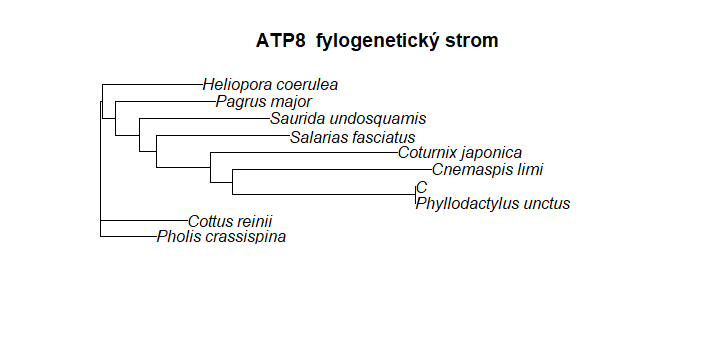 ATP8 fylogenetický strom
Heliopora coerulea
Pagrus major
Saurida undosquamis
Salarias fasciatus
Coturnix japonica
Cnemaspis limi
C
Phyllodactylus unctus
Cottus reinii
Pholis crassispina